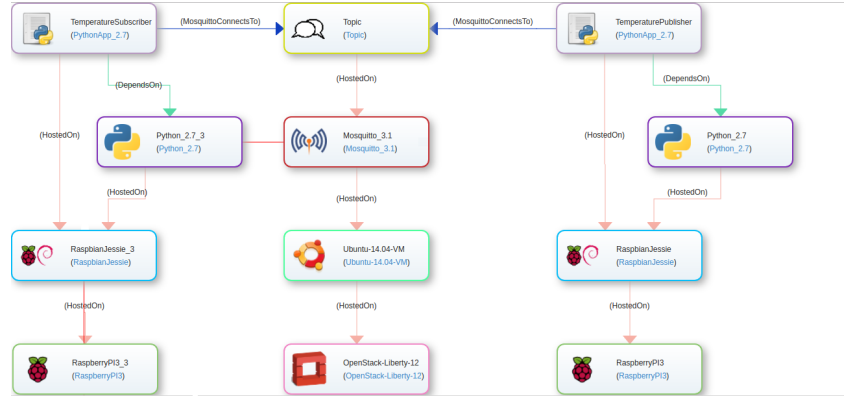 TemperatureSubscriber
(PythonApp_2.7)
(MosquittoConnectsTo)
Topic
(Topic)
(MosquittoConnectsTo)
TemperaturePublisher
(PythonApp_2.7)
(HostedOn)
(DependsOn)
(DependsOn)
(HostedOn)
Python_2.7_3
(Python_2.7)
Mosquitto_3.1
(Mosquitto_3.1)
(HostedOn)
Python_2.7
(Python_2.7)
(HostedOn)
(HostedOn)
(HostedOn)
RaspbianJessie_3
(RaspbianJessie)
Ubuntu-14.04-VM
(Ubuntu-14.04-VM)
RaspbianJessie
(RaspbianJessie)
(HostedOn)
(HostedOn)
(HostedOn)
RaspberryPI3_3
(RaspberryPI3)
OpenStack-Liberty-12
(OpenStack-Liberty-12)
RaspberryPI3
(RaspberryPI3)